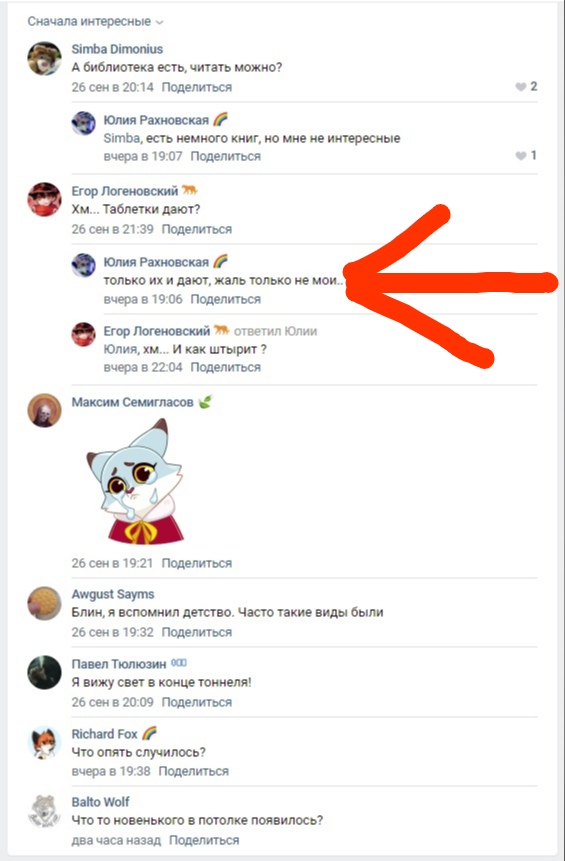 Сначала интересные
Simba Dimonius
А библиотека есть, читать можно?
26 сен в 20:14 Поделиться
2
Юлия Рахновская
Simba, есть немного книг, но мне не интересные
вчера в 19:07 Поделиться
1
Егор Логеновский
Хм... Таблетки дают?
26 сен в 21:39 Поделиться
Юлия Рахновская
только их и дают, жаль только не мои..
вчера в 19:06 Поделиться
Егор Логеновский ответил Юлии
Юлия, хм... И как штырит ?
вчера в 22:04 Поделиться
Максим Семигласов
26 сен в 19:21 Поделиться
Awgust Sayms
Блин, я вспомнил детство. Часто такие виды были
26 сен в 19:32 Поделиться
Павел Тюлюзин
Я вижу свет в конце тоннеля!
26 сен в 20:09 Поделиться
Richard Fox
Что опять случилось?
вчера в 19:38 Поделиться
Balto Wolf
Что то новенького в потолке появилось?
два часа назад Поделиться